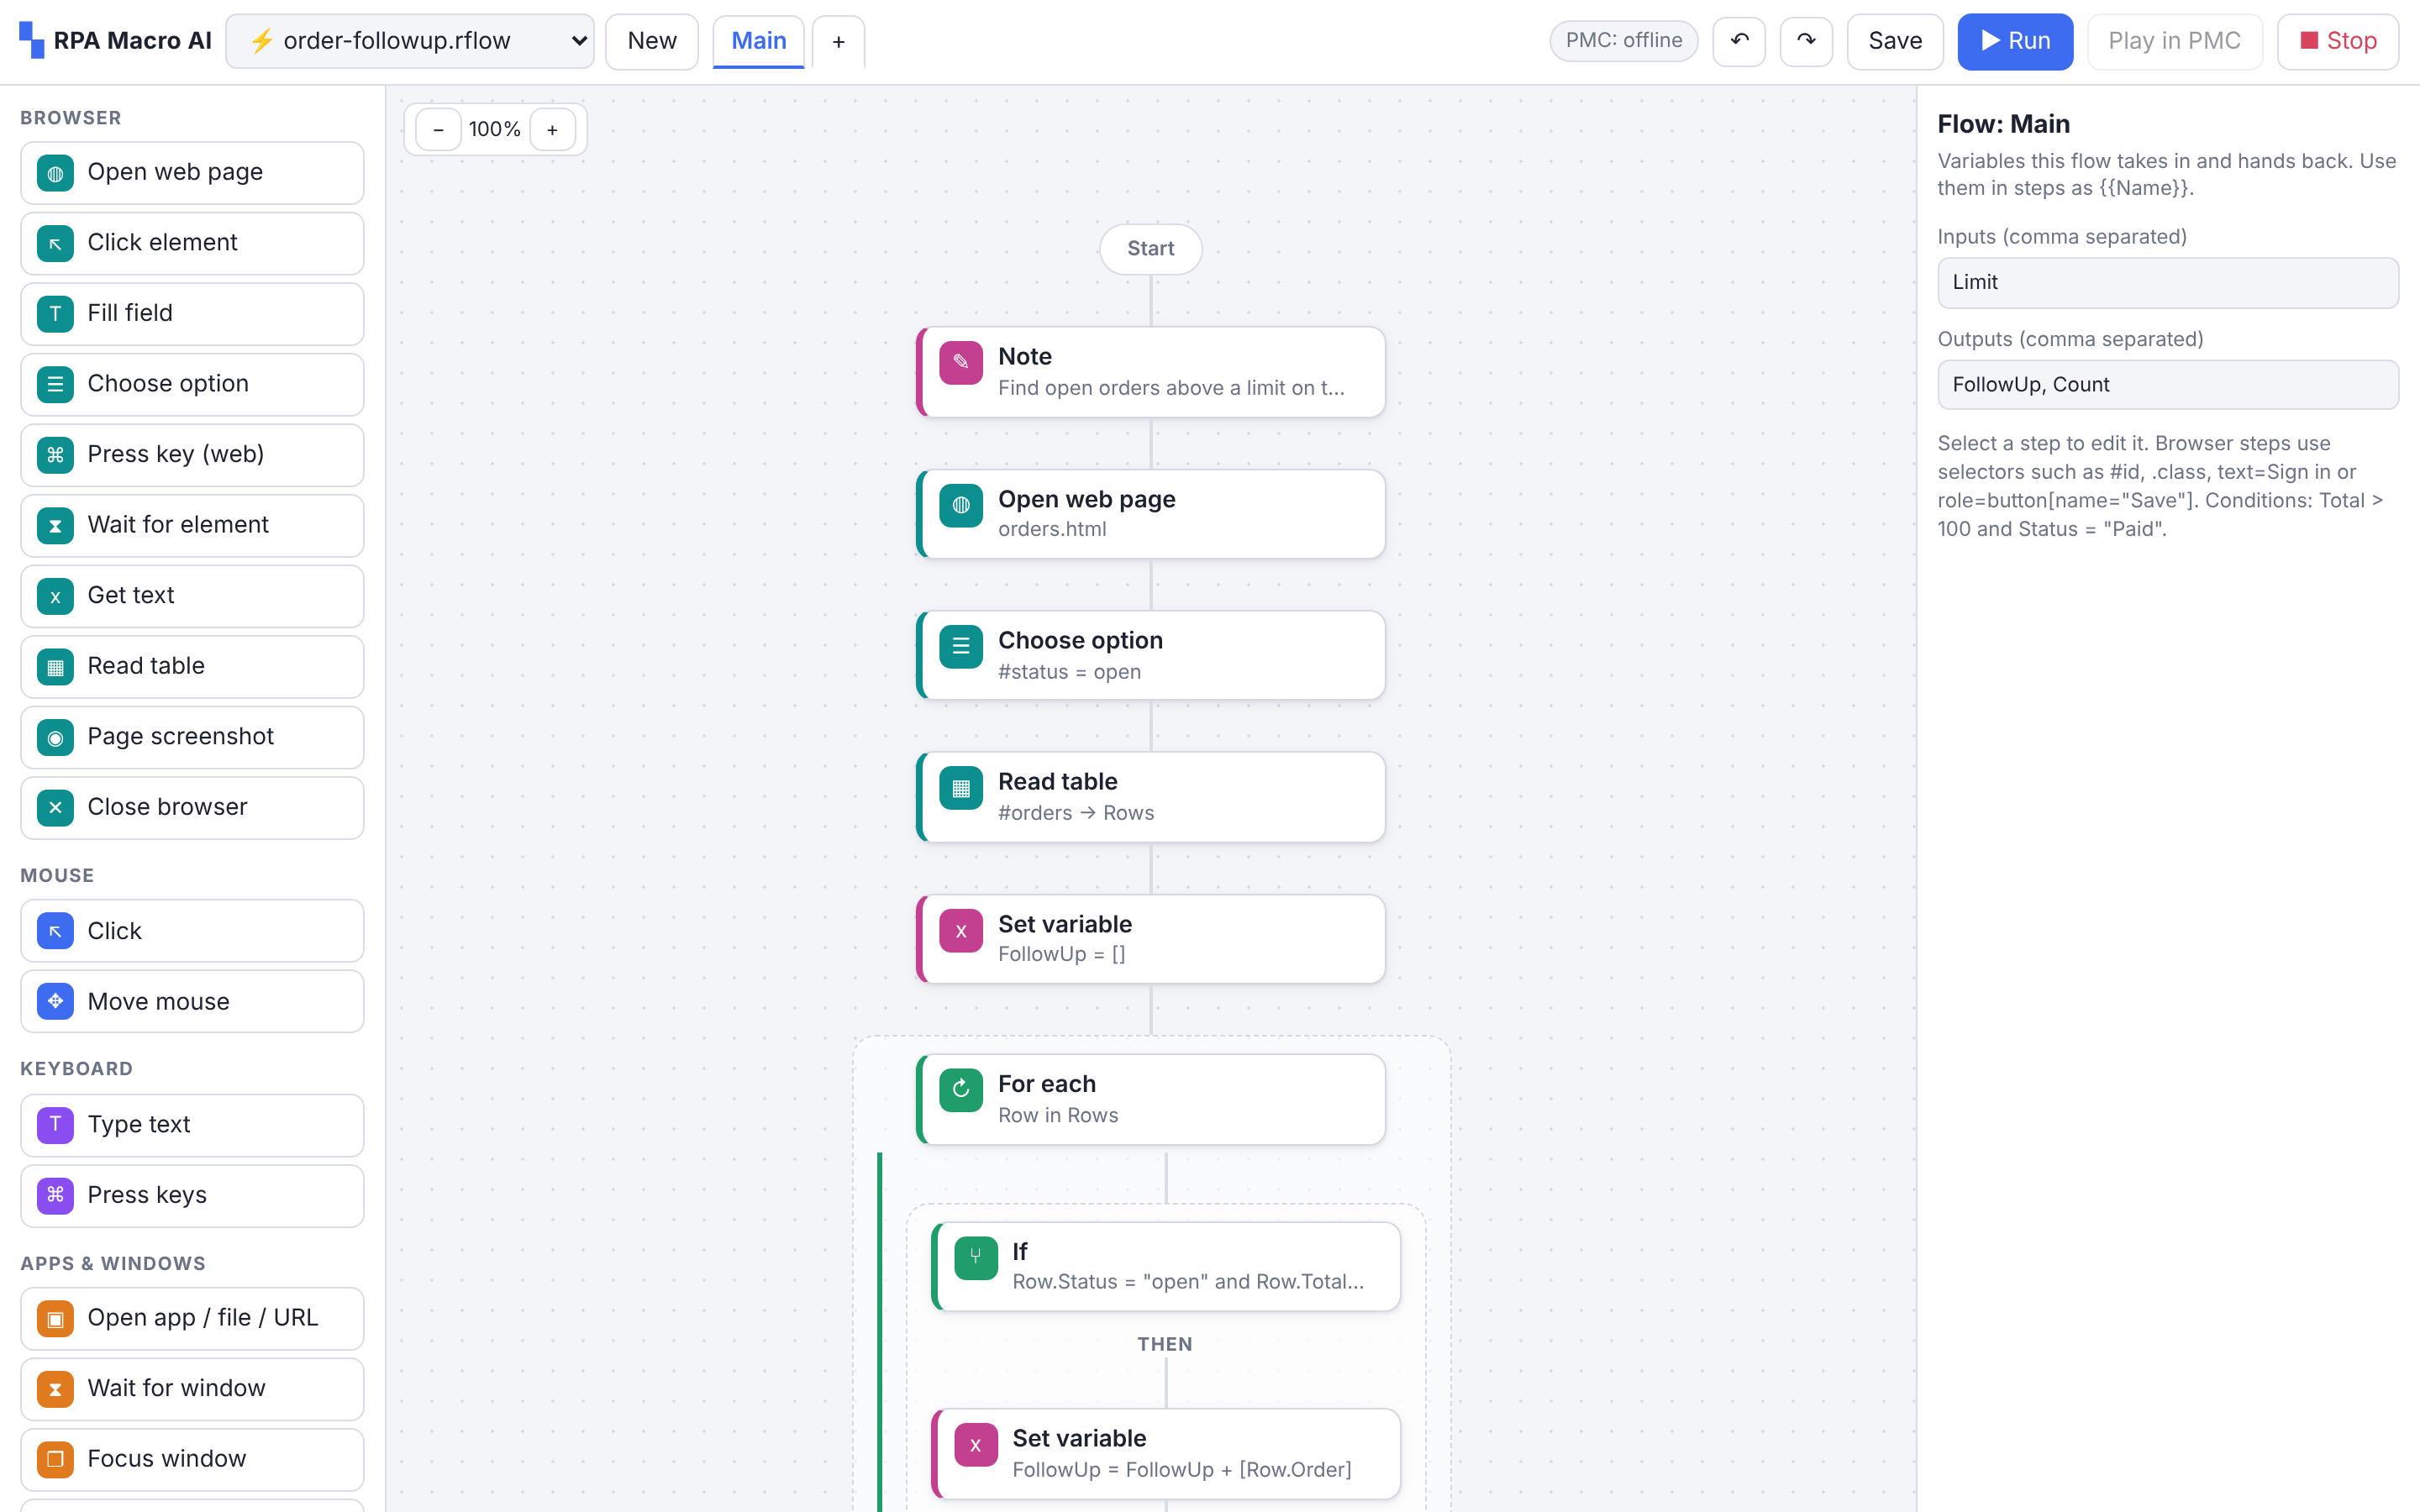 RPA Macro AI
⚡ order-followup.rflow
New
Main
+
PMC: offline
↶
↷
Save
▶ Run
Play in PMC
■ Stop
BROWSER
Open web page
Click element
Fill field
Choose option
Press key (web)
Wait for element
Get text
Read table
Page screenshot
Close browser
MOUSE
Click
Move mouse
KEYBOARD
Type text
Press keys
APPS & WINDOWS
Open app / file / URL
Wait for window
Focus window
− 100% +
Start
Note
Find open orders above a limit on t...
Open web page
orders.html
Choose option
#status = open
Read table
#orders → Rows
Set variable
FollowUp = []
For each
Row in Rows
If
Row.Status = "open" and Row.Total...
THEN
Set variable
FollowUp = FollowUp + [Row.Order]
Flow: Main
Variables this flow takes in and hands back. Use
them in steps as {{Name}}.
Inputs (comma separated)
Limit
Outputs (comma separated)
FollowUp, Count
Select a step to edit it. Browser steps use
selectors such as #id, .class, text=Sign in or
role=button[name="Save"]. Conditions: Total >
100 and Status = "Paid".